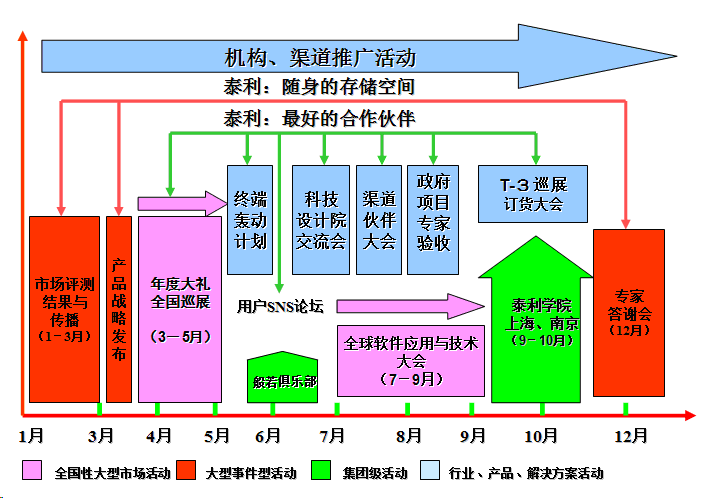 机构、渠道推广活动
泰利：随身的存储空间
泰利：最好的合作伙伴
终端
轰动
计划
科技
设计院
交流会
渠道
伙伴
大会
政府
项目
专家
验收
T-3 巡展
订货大会
市场评测
结果与
传播
(1－3月)
产品战略发布
年度大礼
全国巡展
(3－5月)
用户SNS论坛
般若俱乐部
全球软件应用与技术
大会
(7－9月)
泰利学院
上海、南京
(9－10月)
专家
答谢会
(12月)
1月 3月 4月 5月 6月 7月 8月 9月 10月 12月
全国性大型市场活动 大型事件型活动 集团级活动 行业、产品、解决方案活动